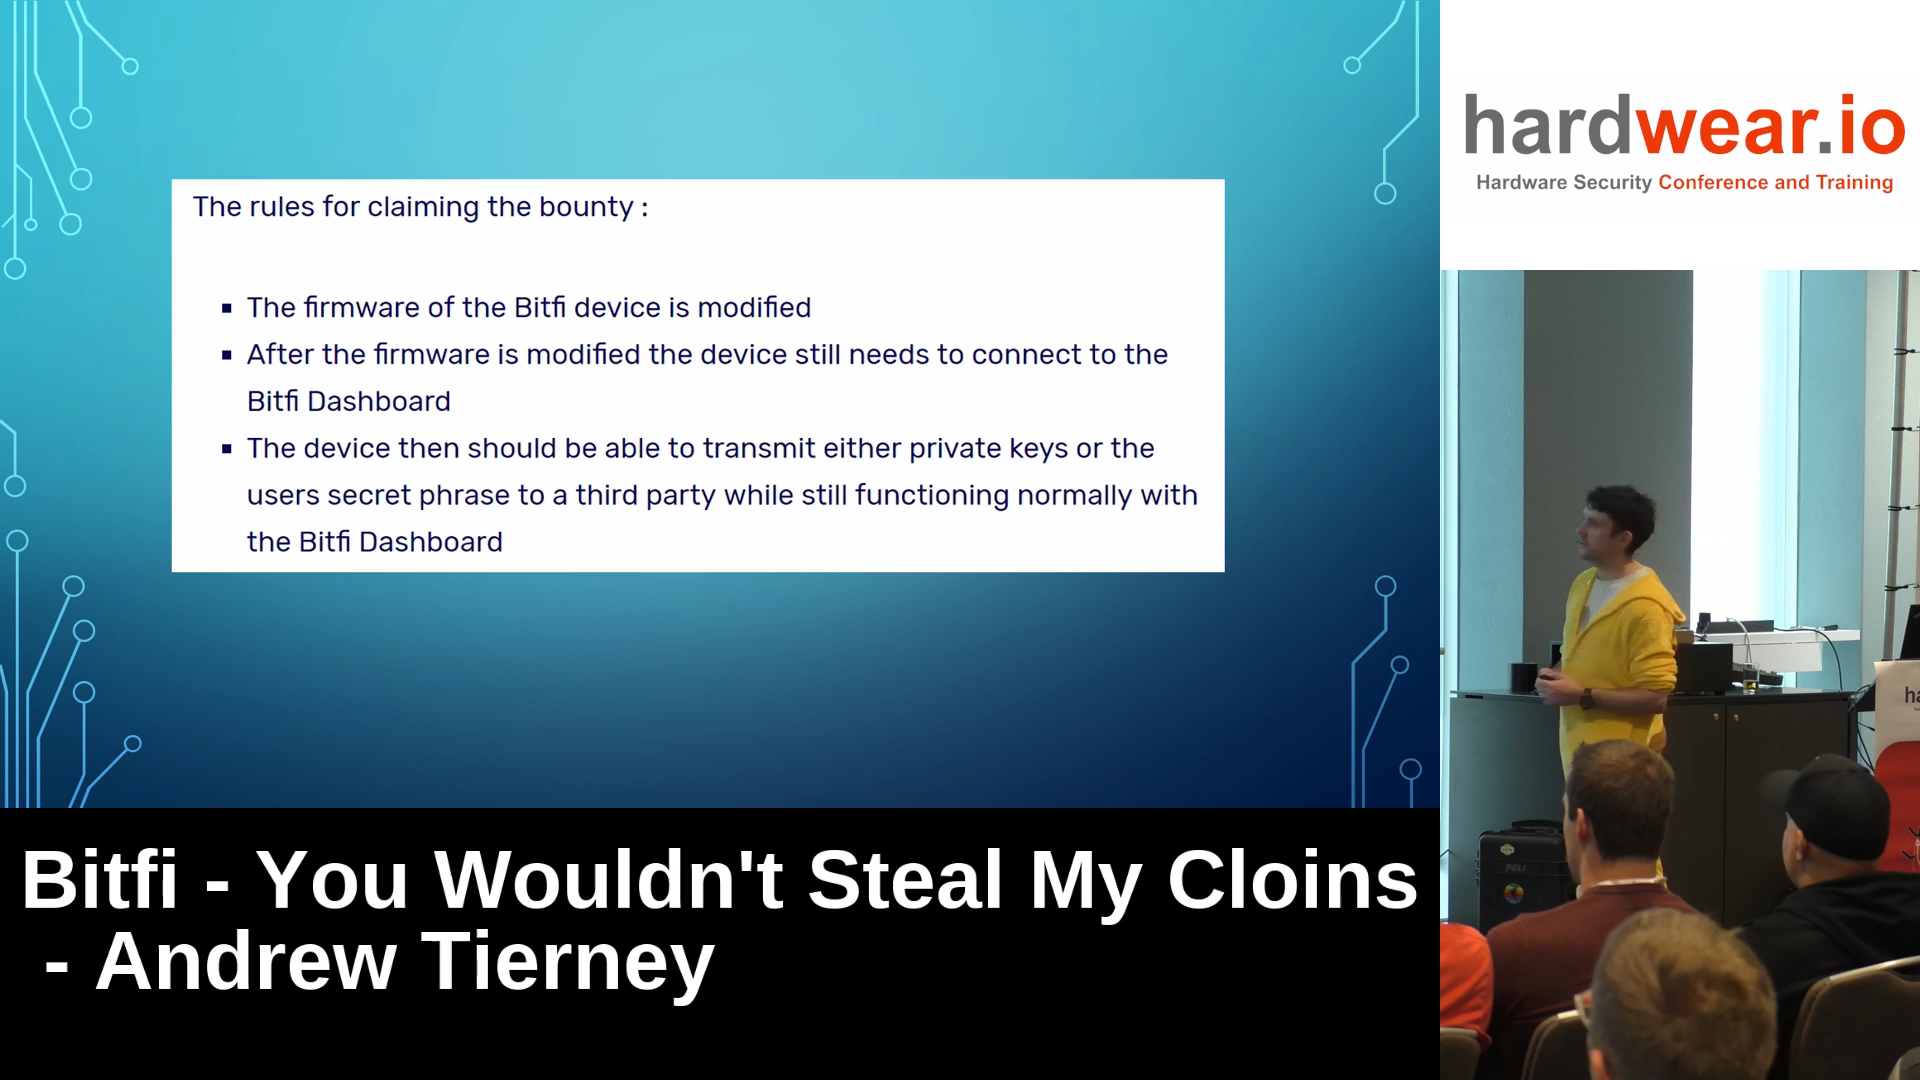 The rules for claiming the bounty :
The firmware of the Bitfi device is modified
After the firmware is modified the device still needs to connect to the
Bitfi Dashboard
The device then should be able to transmit either private keys or the
users secret phrase to a third party while still functioning normally with
the Bitfi Dashboard
hardwear.io
Hardware Security Conference and Training
PELI
ha
Bitfi - You Wouldn't Steal My Cloins
- Andrew Tierney